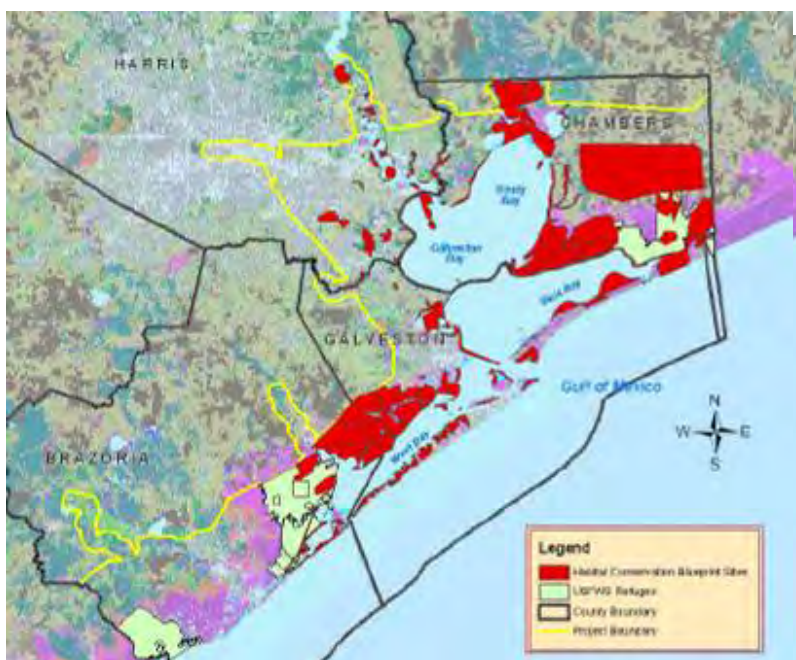 HARRIS
CHAMBERS
Trinity
Bay
Galveston
Bay
East Bay
GALVESTON
Gulf of Mexico
N
W E
S
West Bay
BRAZORIA
Legend
Habitat Conservation Blueprint Sites
USFWS Refuges
County Boundary
Project Boundary